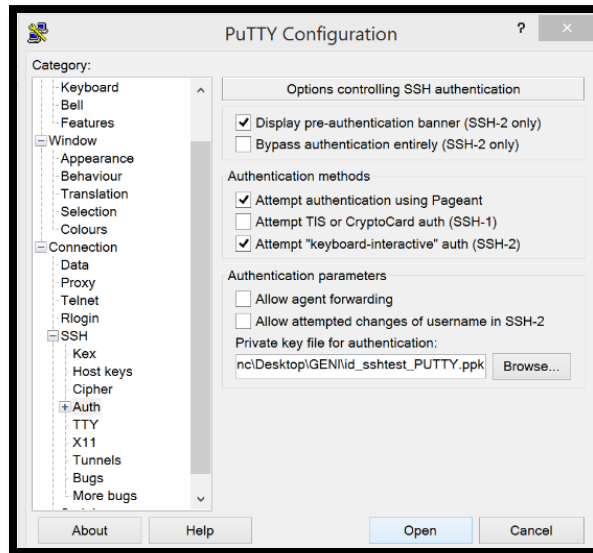 PuTTY Configuration
?
Category:
Keyboard
Bell
Features
Window
Appearance
Behaviour
Translation
Selection
Colours
Connection
Data
Proxy
Telnet
Rlogin
SSH
Kex
Host keys
Cipher
Auth
TTY
X11
Tunnels
Bugs
More bugs
Options controlling SSH authentication
Display pre-authentication banner (SSH-2 only)
Bypass authentication entirely (SSH-2 only)
Authentication methods
Attempt authentication using Pageant
Attempt TIS or CryptoCard auth (SSH-1)
Attempt "keyboard-interactive" auth (SSH-2)
Authentication parameters
Allow agent forwarding
Allow attempted changes of username in SSH-2
Private key file for authentication:
nc\Desktop\GENI\id_sshtest_PUTTY.ppk
Browse...
About
Help
Open
Cancel